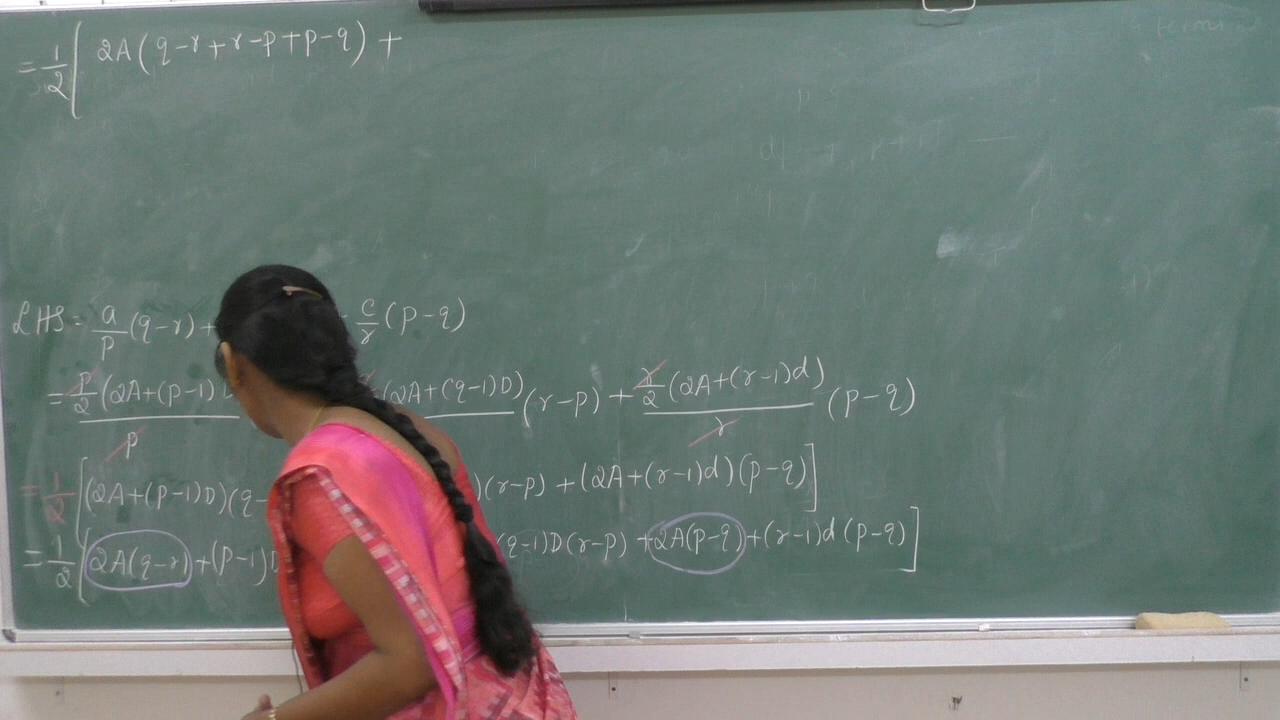 = 1/2 [ 2A(q-r+r-p+p-q) +
LHS = a/p (q-r) + c/r (p-q)
= p/2 (2A+(p-1) / p (2A+(q-1)D) (r-p) + r/2 (2A+(r-1)d) / r (p-q)
= 1/2 [(2A+(p-1)D)(q- )(r-p) + (2A+(r-1)d)(p-q)]
= 1/2 [2A(q-r) + (p-1)D (q-1)D(r-p) + 2A(p-q) + (r-1)d(p-q)]